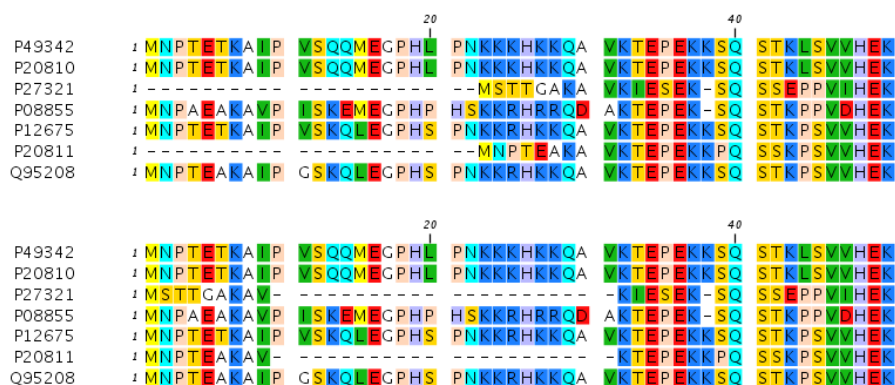 20 40
P49342 1 MNPTETKAIP VSQQMEGPHL PNKKKHKKQA VKTEPEKKSQ STKLSVVHEK
P20810 1 MNPTETKAIP VSQQMEGPHL PNKKKHKKQA VKTEPEKKSQ STKLSVVHEK
P27321 1 ---------- ---------- --MSTTGAKA VKIESEK-SQ SSEPPVIHEK
P08855 1 MNPAEAKAVP ISKEMEGPHP HSKKRHRRQD AKTEPEK-SQ STKPPVDHEK
P12675 1 MNPTETKAIP VSKQLEGPHS PNKKRHKKQA VKTEPEKKSQ STKPSVVHEK
P20811 1 ---------- ---------- --MNPTEAKA VKTEPEKKPQ SSKPSVVHEK
Q95208 1 MNPTEAKAIP GSKQLEGPHS PNKKRHKKQA VKTEPEKKSQ STKPSVVHEK
20 40
P49342 1 MNPTETKAIP VSQQMEGPHL PNKKKHKKQA VKTEPEKKSQ STKLSVVHEK
P20810 1 MNPTETKAIP VSQQMEGPHL PNKKKHKKQA VKTEPEKKSQ STKLSVVHEK
P27321 1 MSTTGAKAV- ---------- ---------- -KIESEK-SQ SSEPPVIHEK
P08855 1 MNPAEAKAVP ISKEMEGPHP HSKKRHRRQD AKTEPEK-SQ STKPPVDHEK
P12675 1 MNPTETKAIP VSKQLEGPHS PNKKRHKKQA VKTEPEKKSQ STKPSVVHEK
P20811 1 MNPTEAKAV- ---------- ---------- -KTEPEKKPQ SSKPSVVHEK
Q95208 1 MNPTEAKAIP GSKQLEGPHS PNKKRHKKQA VKTEPEKKSQ STKPSVVHEK